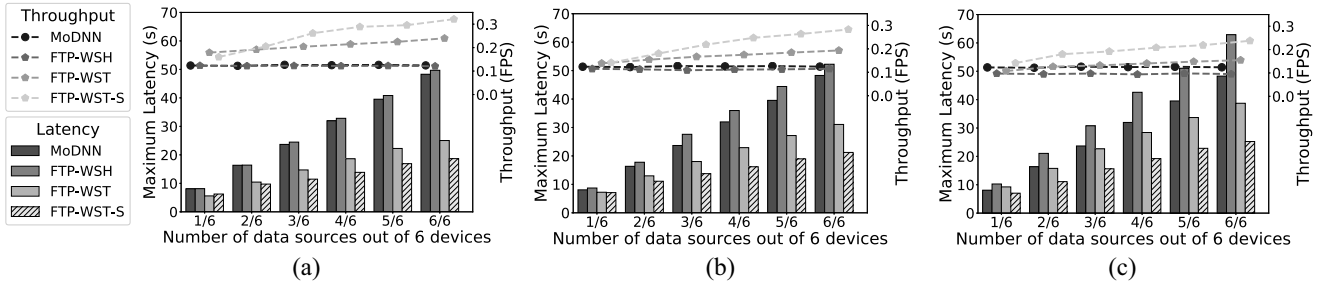 Throughput
MoDNN
FTP-WSH
FTP-WST
FTP-WST-S
Latency
MoDNN
FTP-WSH
FTP-WST
FTP-WST-S
Maximum Latency (s)
70
60
50
40
30
20
10
0
1/6 2/6 3/6 4/6 5/6 6/6
Number of data sources out of 6 devices
0.3
0.2
0.1
0.0
Throughput (FPS)
(a)
Maximum Latency (s)
70
60
50
40
30
20
10
0
1/6 2/6 3/6 4/6 5/6 6/6
Number of data sources out of 6 devices
0.3
0.2
0.1
0.0
Throughput (FPS)
(b)
Maximum Latency (s)
70
60
50
40
30
20
10
0
1/6 2/6 3/6 4/6 5/6 6/6
Number of data sources out of 6 devices
0.3
0.2
0.1
0.0
Throughput (FPS)
(c)